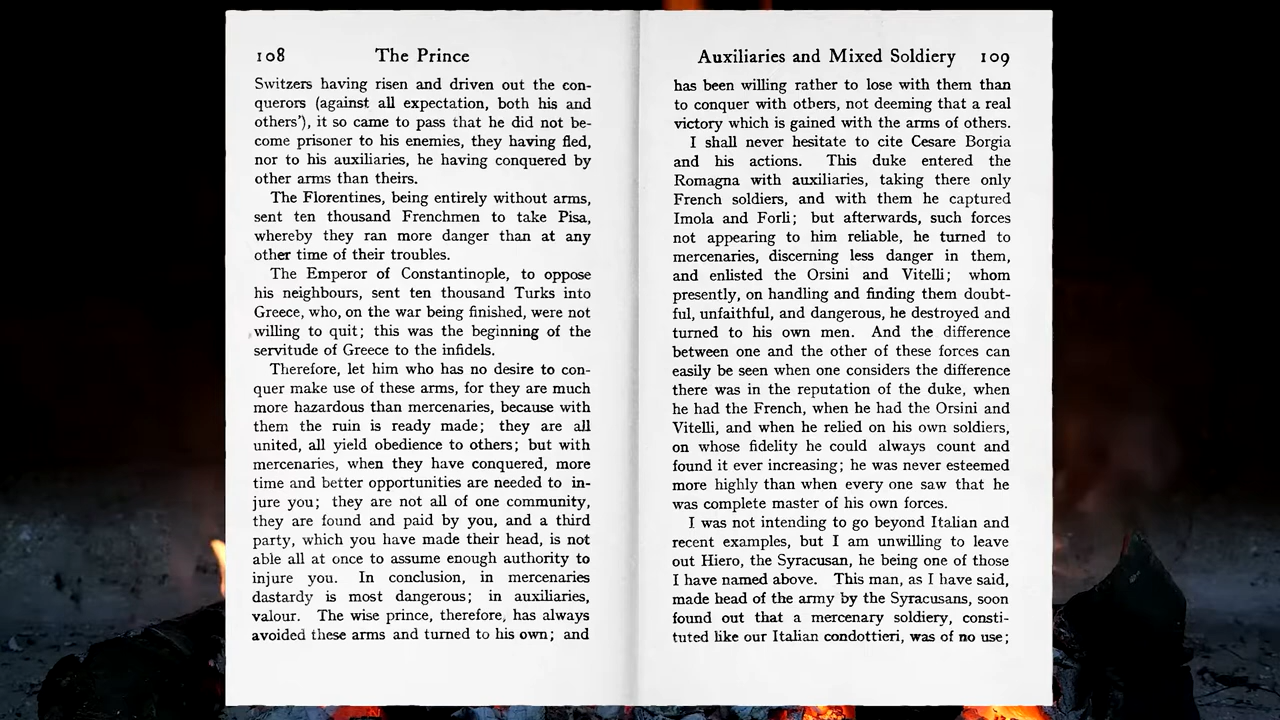 108 The Prince
Switzers having risen and driven out the con-
querors (against all expectation, both his and
others'), it so came to pass that he did not be-
come prisoner to his enemies, they having fled,
nor to his auxiliaries, he having conquered by
other arms than theirs.
The Florentines, being entirely without arms,
sent ten thousand Frenchmen to take Pisa,
whereby they ran more danger than at any
other time of their troubles.
The Emperor of Constantinople, to oppose
his neighbours, sent ten thousand Turks into
Greece, who, on the war being finished, were not
willing to quit; this was the beginning of the
servitude of Greece to the infidels.
Therefore, let him who has no desire to con-
quer make use of these arms, for they are much
more hazardous than mercenaries, because with
them the ruin is ready made; they are all
united, all yield obedience to others; but with
mercenaries, when they have conquered, more
time and better opportunities are needed to in-
jure you; they are not all of one community,
they are found and paid by you, and a third
party, which you have made their head, is not
able all at once to assume enough authority to
injure you. In conclusion, in mercenaries
dastardy is most dangerous; in auxiliaries,
valour. The wise prince, therefore, has always
avoided these arms and turned to his own; and
Auxiliaries and Mixed Soldiery 109
has been willing rather to lose with them than
to conquer with others, not deeming that a real
victory which is gained with the arms of others.
I shall never hesitate to cite Cesare Borgia
and his actions. This duke entered the
Romagna with auxiliaries, taking there only
French soldiers, and with them he captured
Imola and Forli; but afterwards, such forces
not appearing to him reliable, he turned to
mercenaries, discerning less danger in them,
and enlisted the Orsini and Vitelli; whom
presently, on handling and finding them doubt-
ful, unfaithful, and dangerous, he destroyed and
turned to his own men. And the difference
between one and the other of these forces can
easily be seen when one considers the difference
there was in the reputation of the duke, when
he had the French, when he had the Orsini and
Vitelli, and when he relied on his own soldiers,
on whose fidelity he could always count and
found it ever increasing; he was never esteemed
more highly than when every one saw that he
was complete master of his own forces.
I was not intending to go beyond Italian and
recent examples, but I am unwilling to leave
out Hiero, the Syracusan, he being one of those
I have named above. This man, as I have said,
made head of the army by the Syracusans, soon
found out that a mercenary soldiery, consti-
tuted like our Italian condottieri, was of no use;